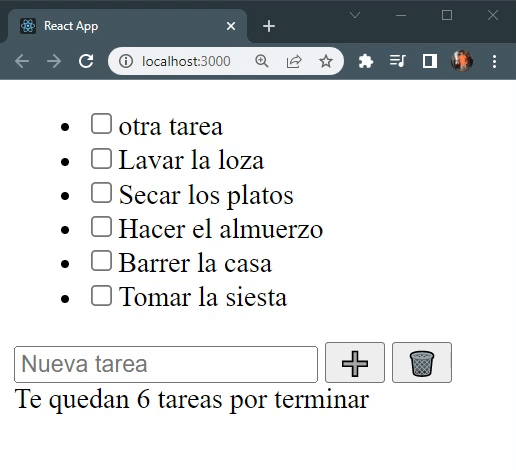 React App
localhost:3000
otra tarea
Lavar la loza
Secar los platos
Hacer el almuerzo
Barrer la casa
Tomar la siesta
Nueva tarea
Te quedan 6 tareas por terminar